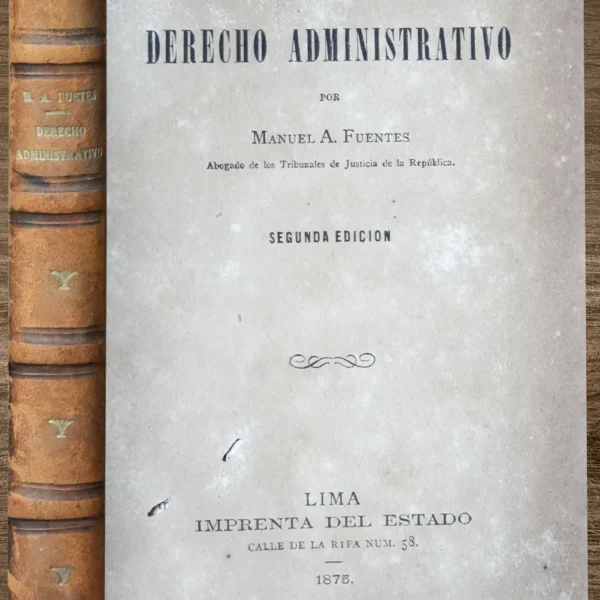 M. A. FUETES
DERECHO
ADMINISTRATIVO
Y
Y
Y
DERECHO ADMINISTRATIVO
POR
MANUEL A. FUENTES
Abogado de los Tribunales de Justicia de la República.
SEGUNDA EDICION
LIMA
IMPRENTA DEL ESTADO
CALLE DE LA RIFA NUM. 58.
1875.